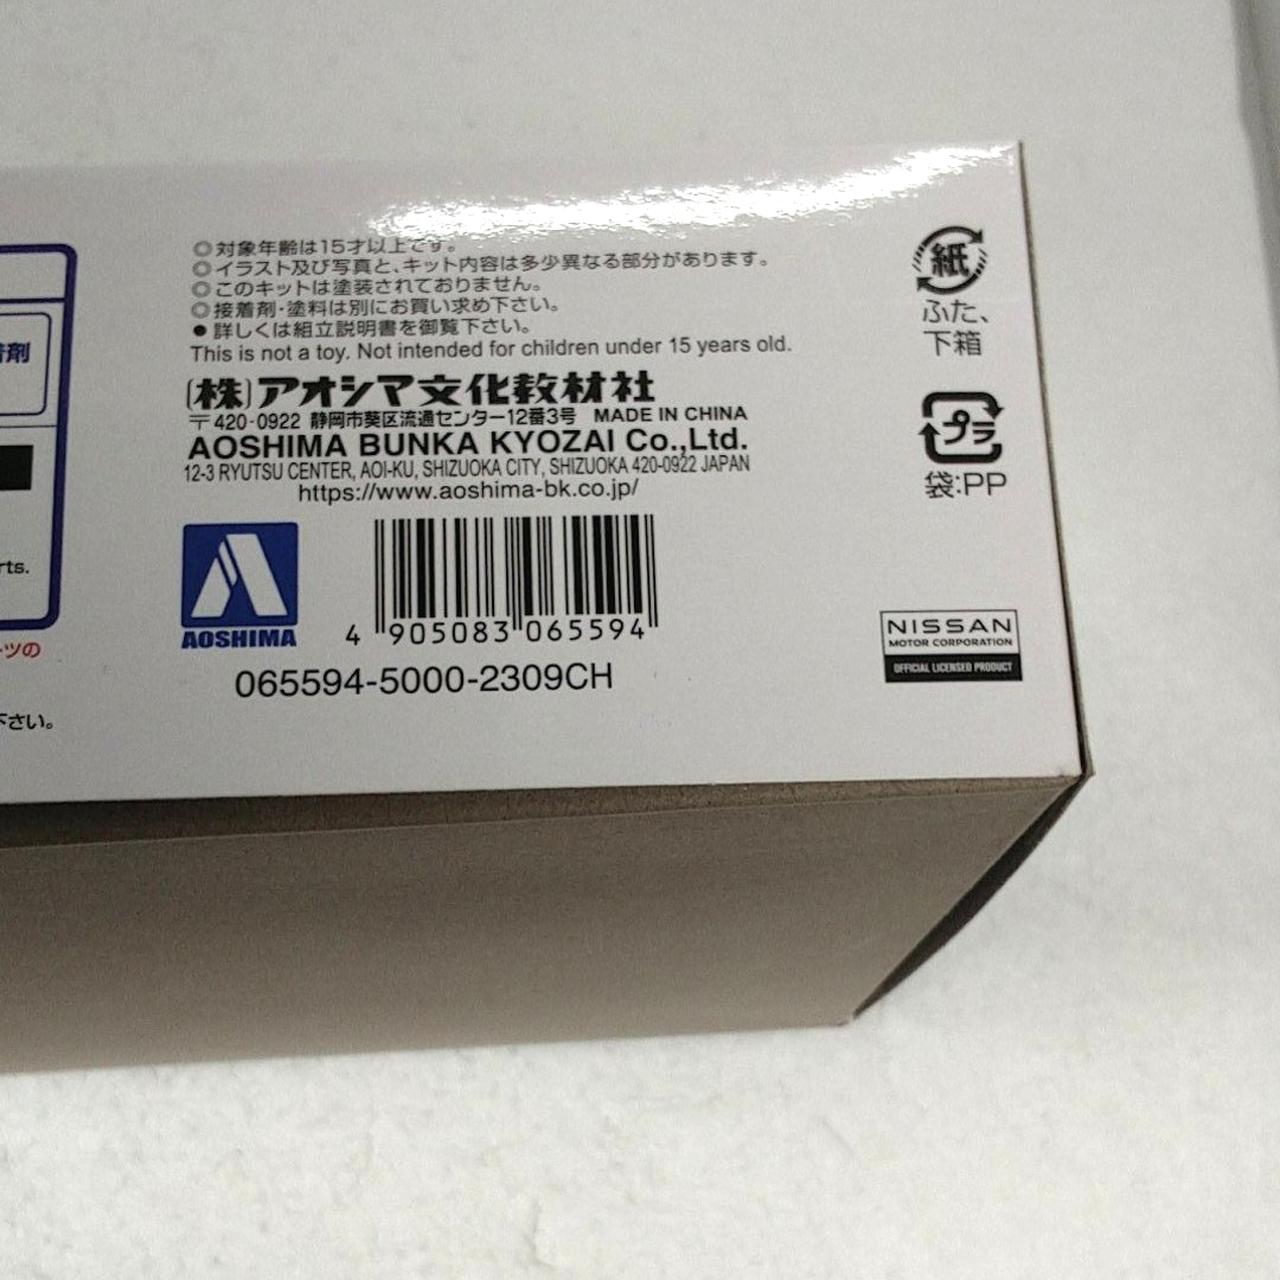 ◎対象年齢は15才以上です。
◎イラスト及び写真と、キット内容は多少異なる部分があります。
◎このキットは塗装されておりません。
◎接着剤・塗料は別にお買い求め下さい。
●詳しくは組立説明書を御覧下さい。
This is not a toy. Not intended for children under 15 years old.
(株)アオシマ文化教材社
〒420-0922 静岡市葵区流通センター12番3号 MADE IN CHINA
AOSHIMA BUNKA KYOZAI Co.,Ltd.
12-3 RYUTSU CENTER, AOI-KU, SHIZUOKA CITY, SHIZUOKA 420-0922 JAPAN
https://www.aoshima-bk.co.jp/
AOSHIMA
4 905083 065594
065594-5000-2309CH
紙
ふた、
下箱
プラ
袋:PP
NISSAN
MOTOR CORPORATION
OFFICIAL LICENSED PRODUCT
剤
rts.
ツの
下さい。